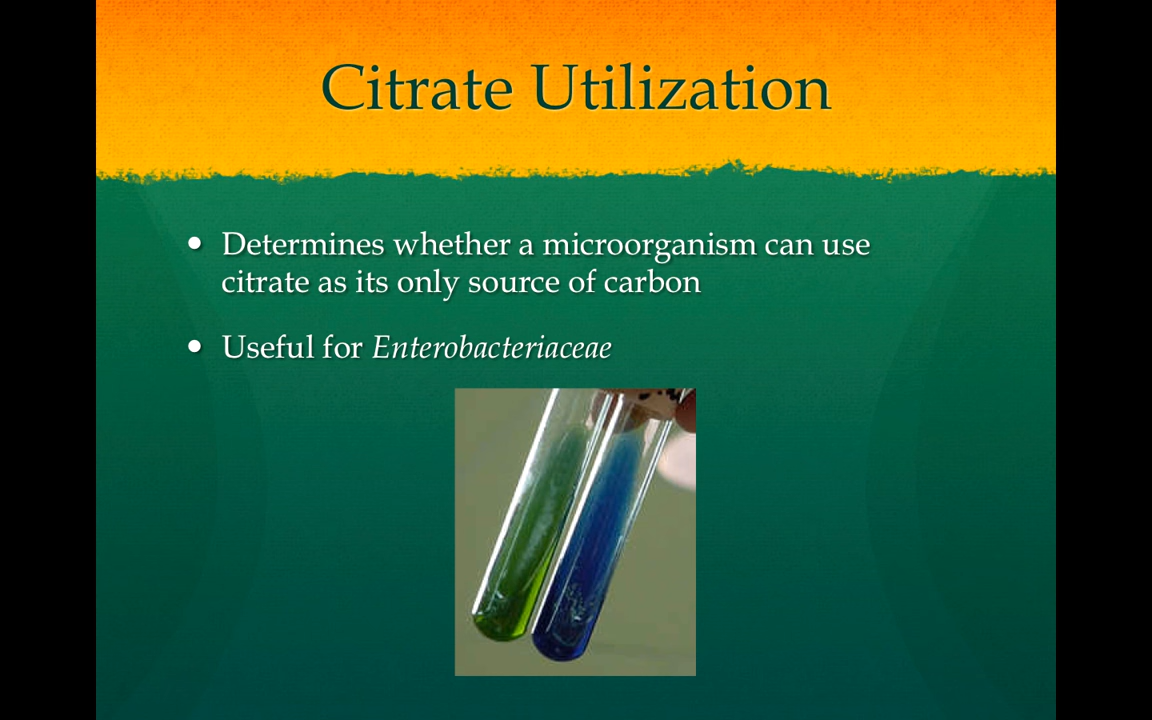 Citrate Utilization
• Determines whether a microorganism can use
citrate as its only source of carbon
• Useful for Enterobacteriaceae